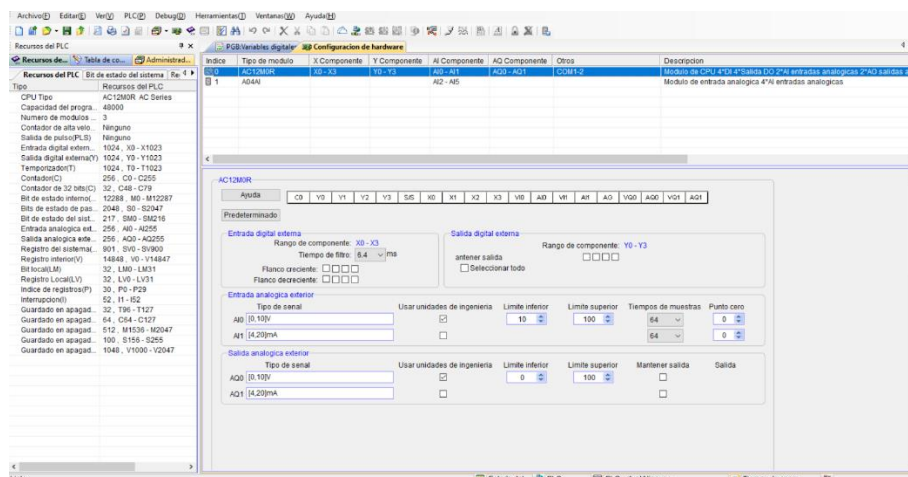 Archivo(F) Editar(E) Ver(V) PLC(P) Debug(D) Herramientas(T) Ventanas(W) Ayuda(H)
Recursos del PLC
PGB:Variables digitale Configuracion de hardware
Recursos de... Tabla de co... Administrad...
Recursos del PLC Bit de estado del sistema Re
Tipo Recursos del PLC
CPU Tipo AC12M0R AC Series
Capacidad del progra... 48000
Numero de modulos ... 3
Contador de alta velo... Ninguno
Salida de pulso(PLS) Ninguno
Entrada digital extern... 1024 , X0 - X1023
Salida digital externa(Y) 1024 , Y0 - Y1023
Temporizador(T) 1024 , T0 - T1023
Contador(C) 256 , C0 - C255
Contador de 32 bits(C) 32 , C48 - C79
Bit de estado interno(... 12288 , M0 - M12287
Bits de estado de pas... 2048 , S0 - S2047
Bit de estado del sist... 217 , SM0 - SM216
Entrada analogica ext... 256 , AI0 - AI255
Salida analogica exte... 256 , AQ0 - AQ255
Registro del sistema(... 901 , SV0 - SV900
Registro interior(V) 14848 , V0 - V14847
Bit local(LM) 32 , LM0 - LM31
Registro Local(LV) 32 , LV0 - LV31
Indice de registros(P) 30 , P0 - P29
Interrupcion(I) 52 , I1 - I52
Guardado en apagad... 32 , T96 - T127
Guardado en apagad... 64 , C64 - C127
Guardado en apagad... 512 , M1536 - M2047
Guardado en apagad... 100 , S156 - S255
Guardado en apagad... 1048 , V1000 - V2047
Indice Tipo de modulo X Componente Y Componente AI Componente AQ Componente Otros Descripcion
0 AC12M0R X0 - X3 Y0 - Y3 AI0 - AI1 AQ0 - AQ1 COM1-2 Modulo de CPU 4*DI 4*Salida DO 2*AI entradas analogicas 2*AO salidas a
1 A04AI AI2 - AI5 Modulo de entrada analogica 4*AI entradas analogicas
AC12M0R
Ayuda C0 Y0 Y1 Y2 Y3 S/S X0 X1 X2 X3 VI0 AI0 VI1 AI1 AO VQ0 AQ0 VQ1 AQ1
Predeterminado
Entrada digital externa
Rango de componente: X0 - X3
Tiempo de filtro: 6.4 ms
Flanco creciente:
Flanco decreciente:
Salida digital externa
Rango de componente: Y0 - Y3
antener salida
Seleccionar todo
Entrada analogica exterior
Tipo de senal Usar unidades de ingenieria Limite inferior Limite superior Tiempos de muestras Punto cero
AI0 [0,10]V 10 100 64 0
AI1 [4,20]mA 64 0
Salida analogica exterior
Tipo de senal Usar unidades de ingenieria Limite inferior Limite superior Mantener salida Salida
AQ0 [0,10]V 0 100
AQ1 [4,20]mA